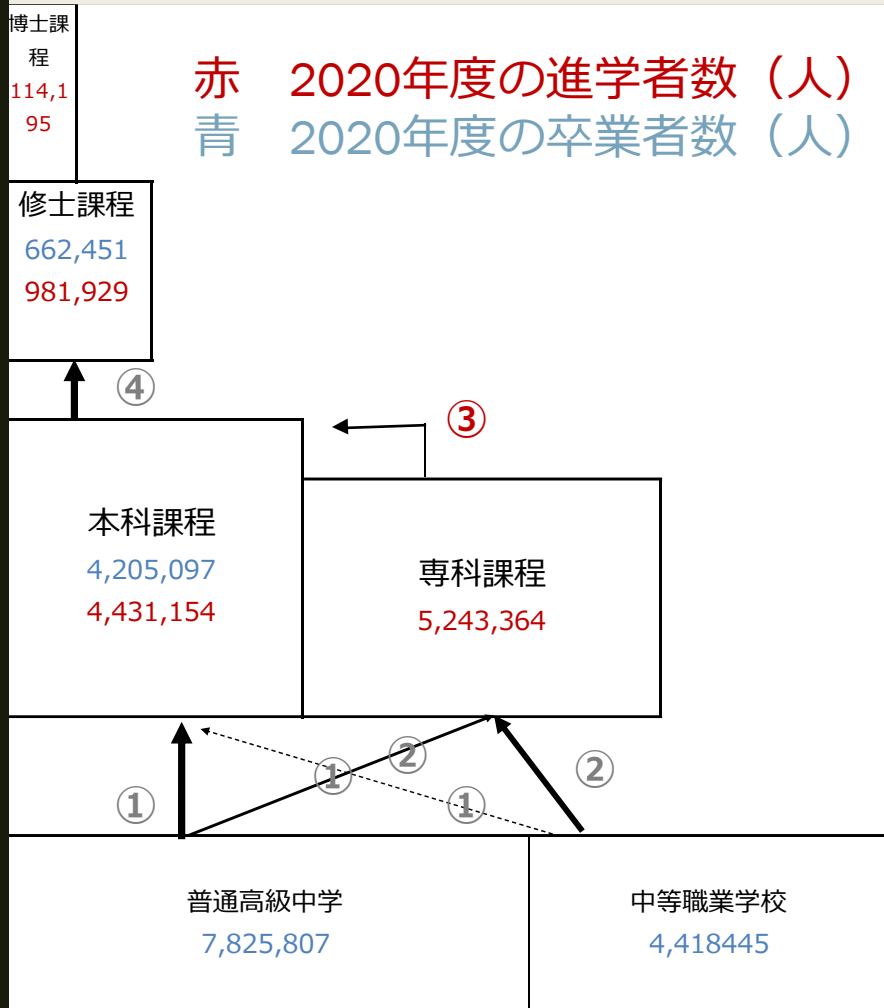 博士課
程
114,1
95
赤　2020年度の進学者数（人）
青　2020年度の卒業者数（人）
修士課程
662,451
981,929
④
③
本科課程
4,205,097
4,431,154
専科課程
5,243,364
①
①
②
①
②
普通高級中学
7,825,807
中等職業学校
4,418445